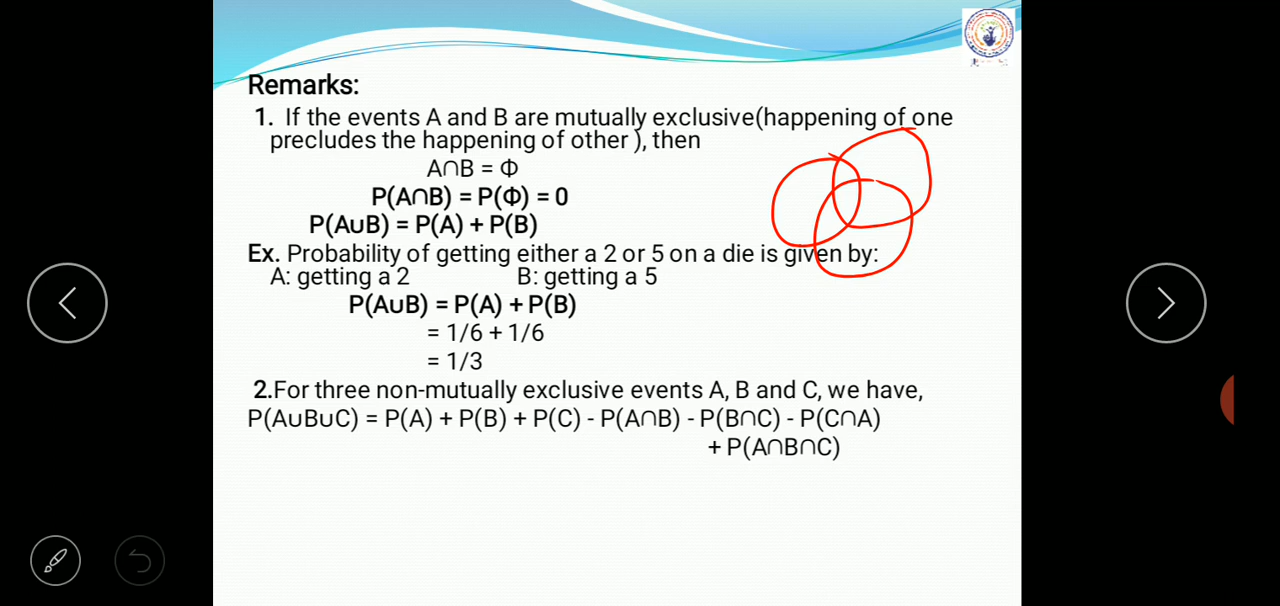 Remarks:
1. If the events A and B are mutually exclusive(happening of one
precludes the happening of other ), then
A∩B = Φ
P(A∩B) = P(Φ) = 0
P(A∪B) = P(A) + P(B)
Ex. Probability of getting either a 2 or 5 on a die is given by:
A: getting a 2 B: getting a 5
P(A∪B) = P(A) + P(B)
= 1/6 + 1/6
= 1/3
2.For three non-mutually exclusive events A, B and C, we have,
P(A∪B∪C) = P(A) + P(B) + P(C) - P(A∩B) - P(B∩C) - P(C∩A)
+ P(A∩B∩C)